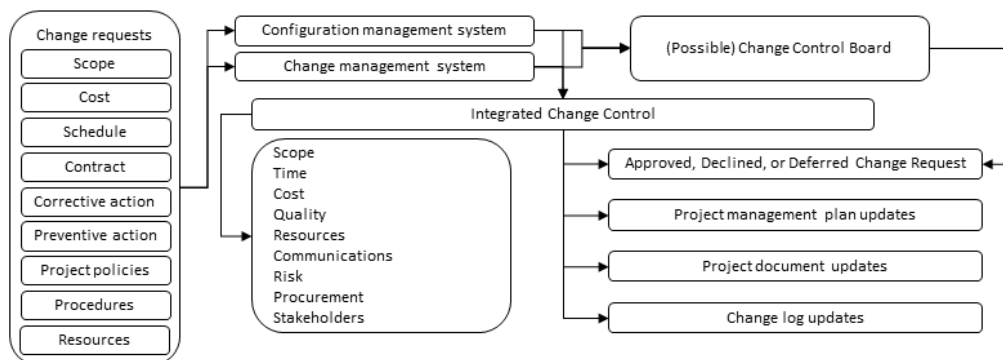 Change requests
Scope
Cost
Schedule
Contract
Corrective action
Preventive action
Project policies
Procedures
Resources
Configuration management system
Change management system
(Possible) Change Control Board
Integrated Change Control
Scope
Time
Cost
Quality
Resources
Communications
Risk
Procurement
Stakeholders
Approved, Declined, or Deferred Change Request
Project management plan updates
Project document updates
Change log updates